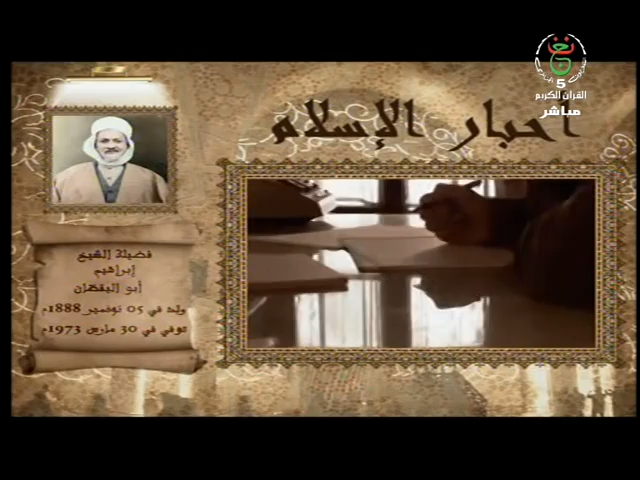 5
القرآن الكريم
مباشر
أحبار الإسلام
فضيلة الشيخ
إبراهيم
أبو اليقظان
ولد في 05 نوفمبر 1888م
توفي في 30 مارس 1973م